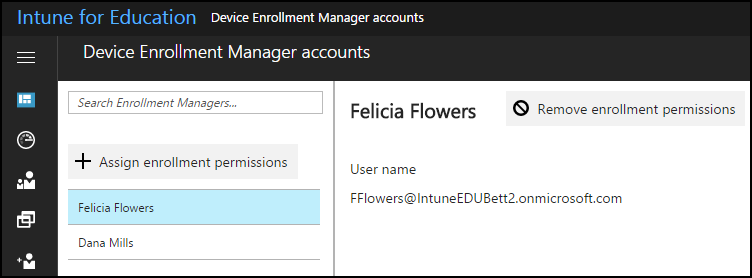 Intune for Education Device Enrollment Manager accounts
Device Enrollment Manager accounts
Search Enrollment Managers...
Assign enrollment permissions
Felicia Flowers
Dana Mills
Felicia Flowers
Remove enrollment permissions
User name
FFlowers@IntuneEDUBett2.onmicrosoft.com